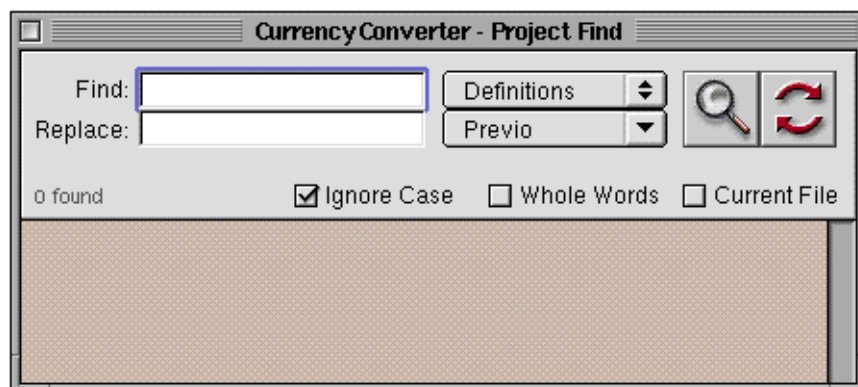 CurrencyConverter - Project Find
Find:
Definitions
Replace:
Previo
0 found
Ignore Case
Whole Words
Current File